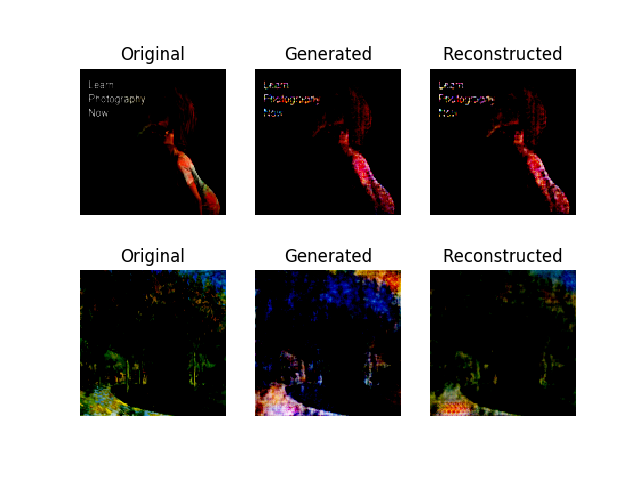 Original Generated Reconstructed
Learn Learn Learn
Photography Photography Photography
Now Now Now
Original Generated Reconstructed